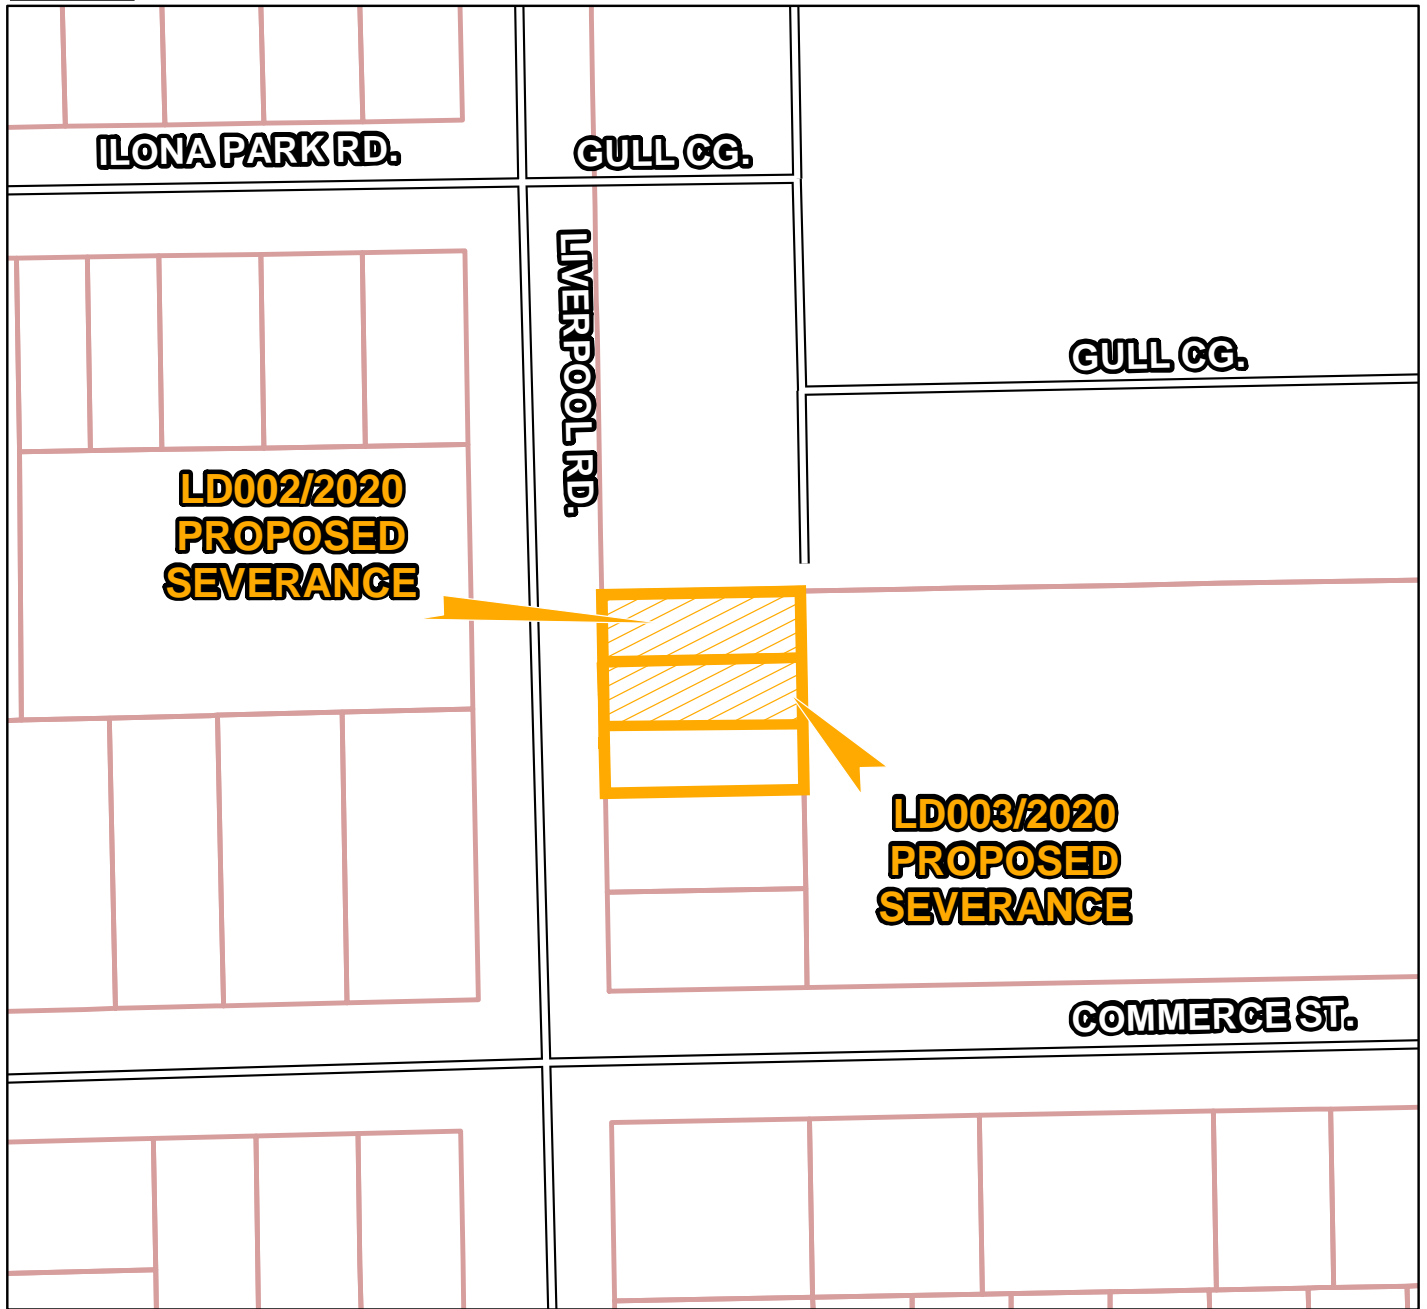 ILONA PARK RD.
GULL CG.
LIVERPOOL RD.
GULL CG.
LD002/2020
PROPOSED
SEVERANCE
LD003/2020
PROPOSED
SEVERANCE
COMMERCE ST.